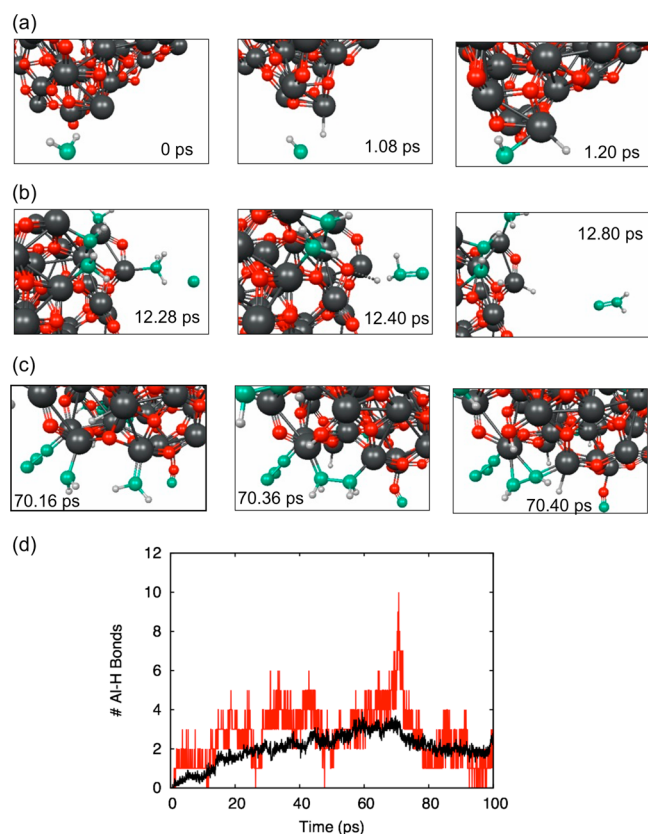 (a)
0 ps
1.08 ps
1.20 ps
(b)
12.28 ps
12.40 ps
12.80 ps
(c)
70.16 ps
70.36 ps
70.40 ps
(d)
12
10
8
6
4
2
0
# Al-H Bonds
0 20 40 60 80 100
Time (ps)